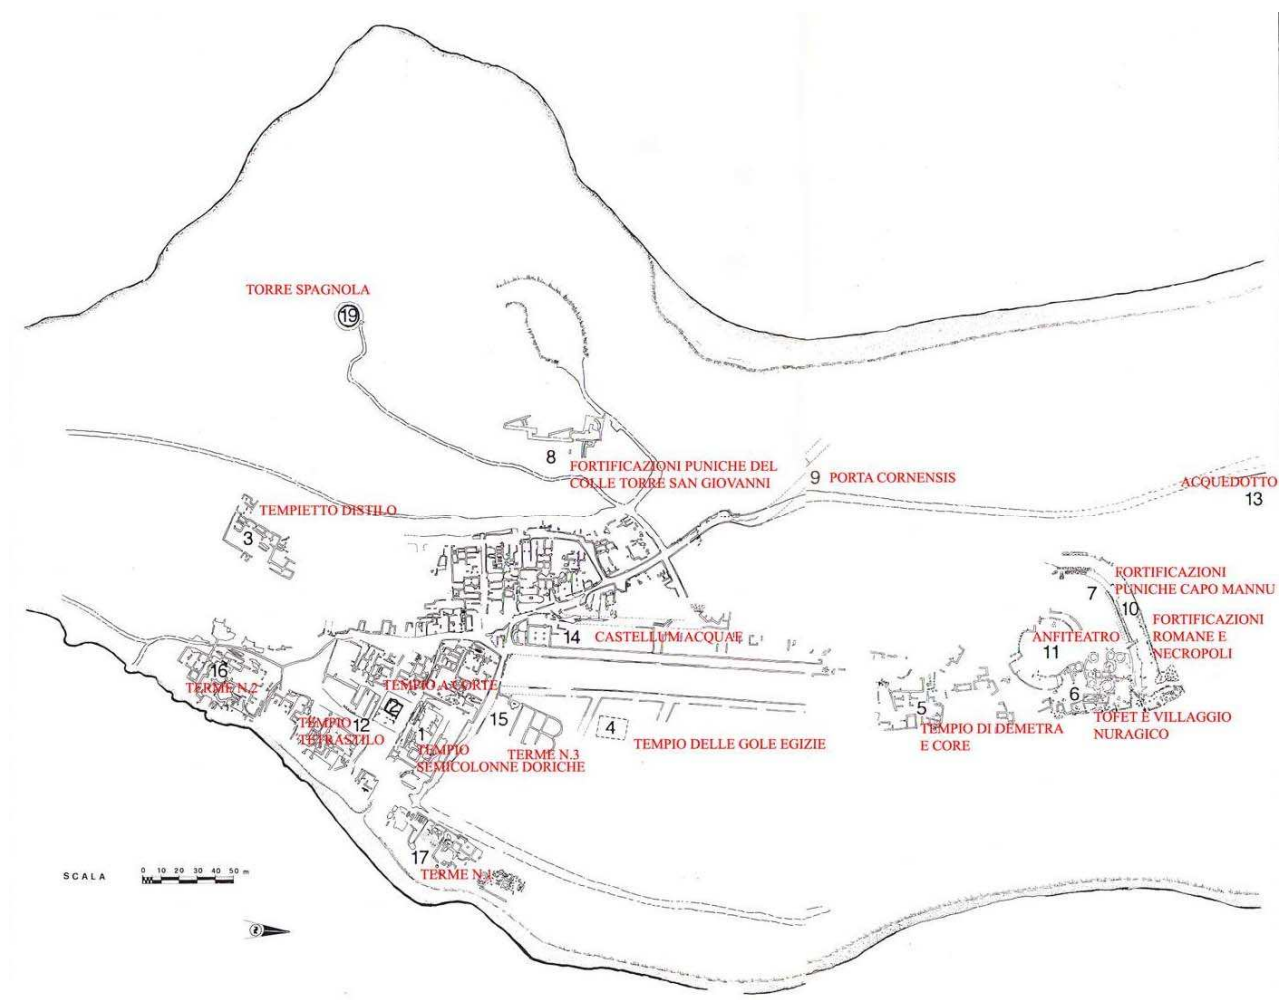 TORRE SPAGNOLA
19
8
FORTIFICAZIONI PUNICHE DEL
COLLE TORRE SAN GIOVANNI
9 PORTA CORNENSIS
ACQUEDOTTO
13
TEMPIETTO DISTILO
3
FORTIFICAZIONI
PUNICHE CAPO MANNU
7
10
FORTIFICAZIONI
ROMANE E
NECROPOLI
14
CASTELLUM ACQUAE
ANFITEATRO
11
16
TERME N.2
TEMPIO A CORTE
6
TOFET E VILLAGGIO
NURAGICO
5
TEMPIO DI DEMETRA
E CORE
TEMPIO
TETRASTILO
12
2
1
TEMPIO
SEMICOLONNE DORICHE
15
TERME N.3
4
TEMPIO DELLE GOLE EGIZIE
17
TERME N.1
SCALA
0 10 20 30 40 50 m